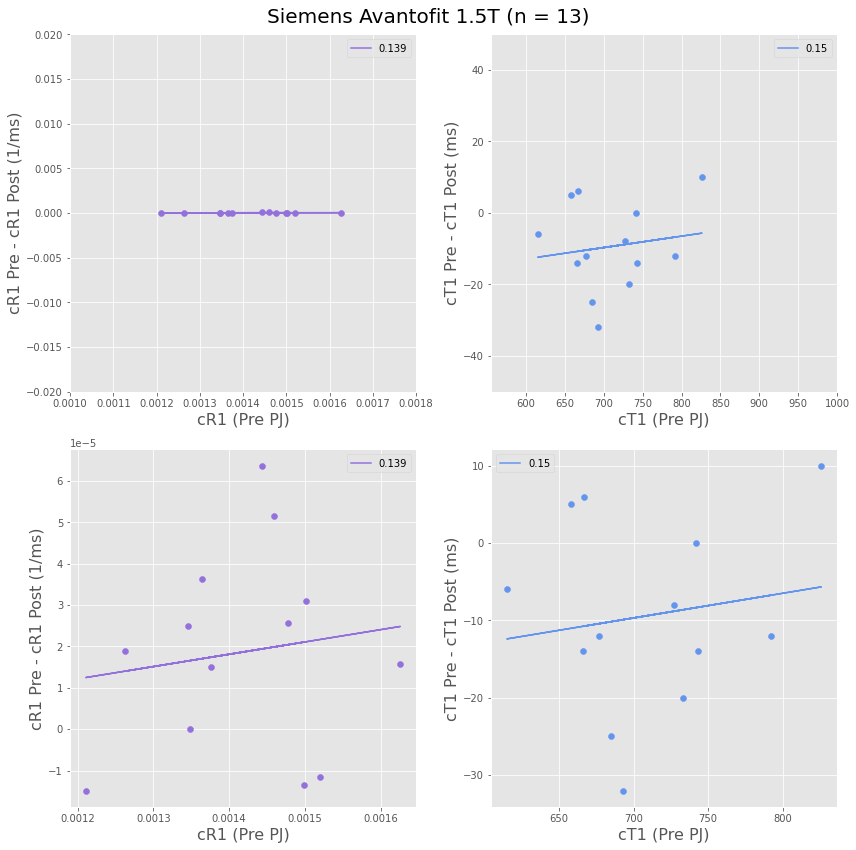 Siemens Avantofit 1.5T (n = 13)
0.139
0.020
0.015
0.010
0.005
0.000
−0.005
−0.010
−0.015
−0.020
cR1 Pre - cR1 Post (1/ms)
0.0010 0.0011 0.0012 0.0013 0.0014 0.0015 0.0016 0.0017 0.0018
cR1 (Pre PJ)
0.15
40
20
0
−20
−40
cT1 Pre - cT1 Post (ms)
600 650 700 750 800 850 900 950 1000
cT1 (Pre PJ)
1e−5
0.139
6
5
4
3
2
1
0
−1
cR1 Pre - cR1 Post (1/ms)
0.0012 0.0013 0.0014 0.0015 0.0016
cR1 (Pre PJ)
0.15
10
0
−10
−20
−30
cT1 Pre - cT1 Post (ms)
650 700 750 800
cT1 (Pre PJ)